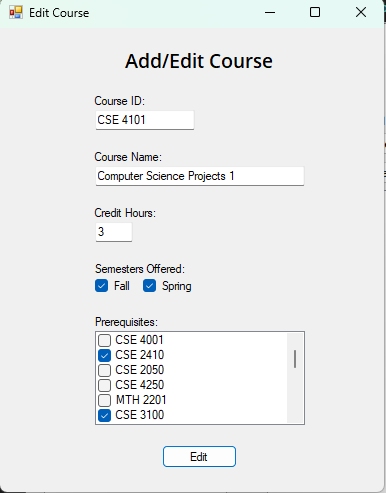 Edit Course
Add/Edit Course
Course ID:
CSE 4101
Course Name:
Computer Science Projects 1
Credit Hours:
3
Semesters Offered:
Fall Spring
Prerequisites:
CSE 4001
CSE 2410
CSE 2050
CSE 4250
MTH 2201
CSE 3100
Edit